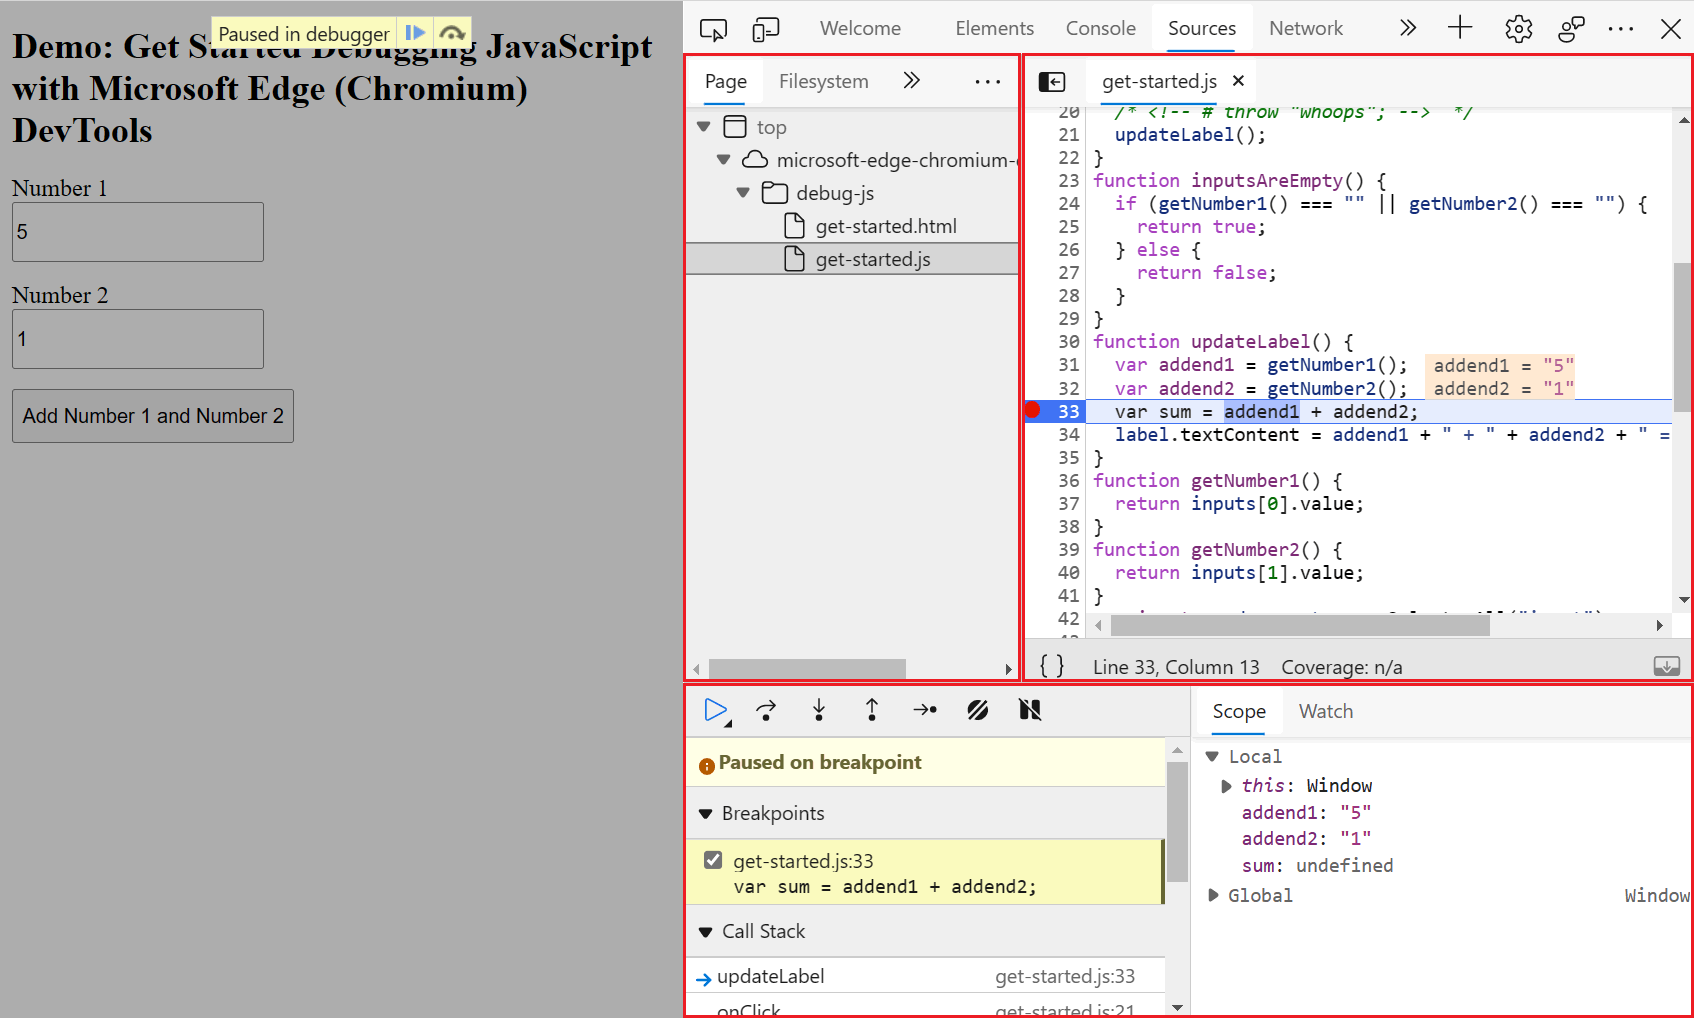 Paused in debugger
Demo: Get Started Debugging JavaScript
with Microsoft Edge (Chromium)
DevTools
Number 1
5
Number 2
1
Add Number 1 and Number 2
Welcome Elements Console Sources Network
Page Filesystem
top
microsoft-edge-chromium-
debug-js
get-started.html
get-started.js
get-started.js
20 /* <!-- # throw "whoops"; --> */
21 updateLabel();
22 }
23 function inputsAreEmpty() {
24 if (getNumber1() === "" || getNumber2() === "") {
25 return true;
26 } else {
27 return false;
28 }
29 }
30 function updateLabel() {
31 var addend1 = getNumber1(); addend1 = "5"
32 var addend2 = getNumber2(); addend2 = "1"
33 var sum = addend1 + addend2;
34 label.textContent = addend1 + " + " + addend2 + " =
35 }
36 function getNumber1() {
37 return inputs[0].value;
38 }
39 function getNumber2() {
40 return inputs[1].value;
41 }
42
{ } Line 33, Column 13 Coverage: n/a
Paused on breakpoint
Breakpoints
get-started.js:33
var sum = addend1 + addend2;
Call Stack
updateLabel get-started.js:33
onClick get-started.js:21
Scope Watch
Local
this: Window
addend1: "5"
addend2: "1"
sum: undefined
Global Window